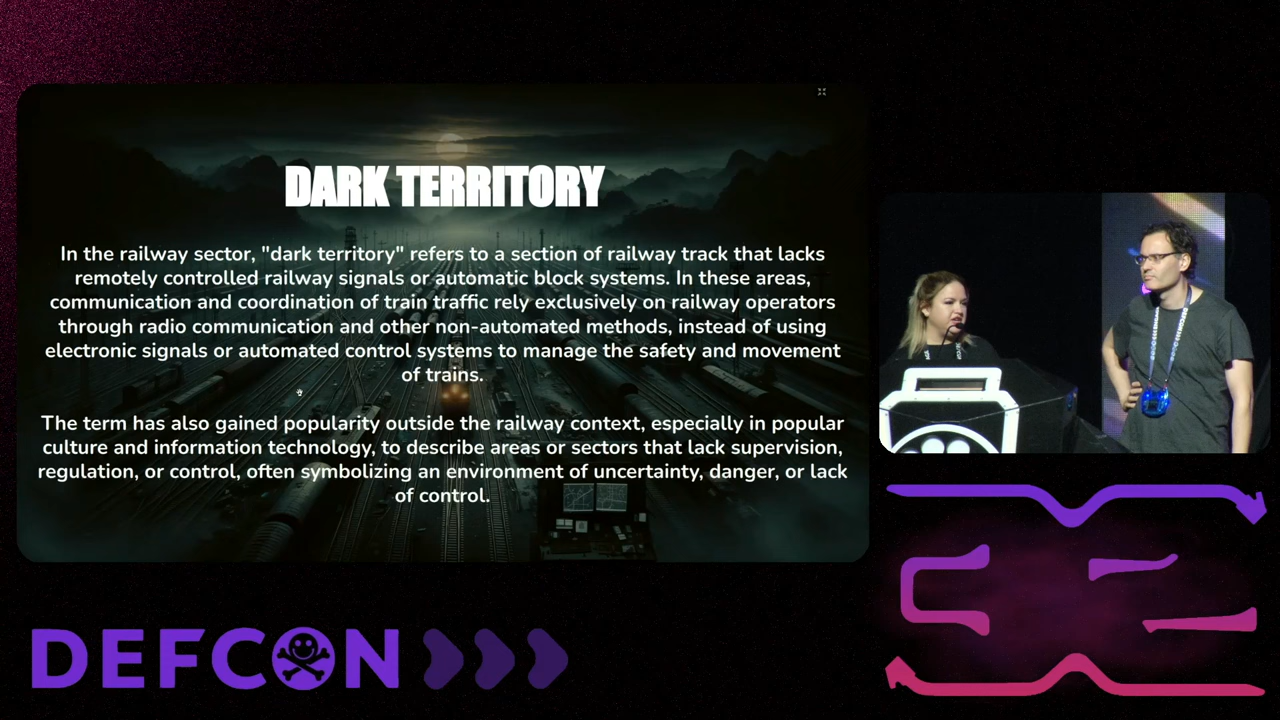 DARK TERRITORY
In the railway sector, "dark territory" refers to a section of railway track that lacks
remotely controlled railway signals or automatic block systems. In these areas,
communication and coordination of train traffic rely exclusively on railway operators
through radio communication and other non-automated methods, instead of using
electronic signals or automated control systems to manage the safety and movement
of trains.
The term has also gained popularity outside the railway context, especially in popular
culture and information technology, to describe areas or sectors that lack supervision,
regulation, or control, often symbolizing an environment of uncertainty, danger, or lack
of control.
DEFCON